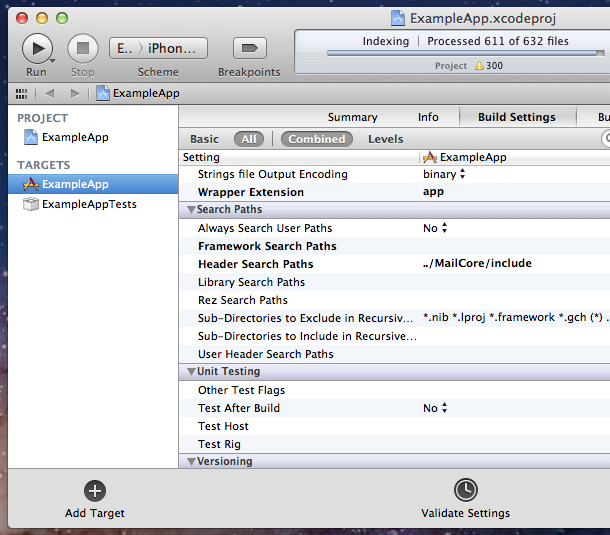 ExampleApp.xcodeproj
E.. 〉 iPhon...
Indexing | Processed 611 of 632 files
Project 300
Run Stop Scheme Breakpoints
ExampleApp
PROJECT
ExampleApp
TARGETS
ExampleApp
ExampleAppTests
Summary Info Build Settings Bu
Basic All Combined Levels
Setting ExampleApp
Strings file Output Encoding binary
Wrapper Extension app
Search Paths
Always Search User Paths No
Framework Search Paths
Header Search Paths ../MailCore/include
Library Search Paths
Rez Search Paths
Sub-Directories to Exclude in Recursiv... *.nib *.lproj *.framework *.gch (*) .
Sub-Directories to Include in Recursive...
User Header Search Paths
Unit Testing
Other Test Flags
Test After Build No
Test Host
Test Rig
Versioning
Add Target Validate Settings